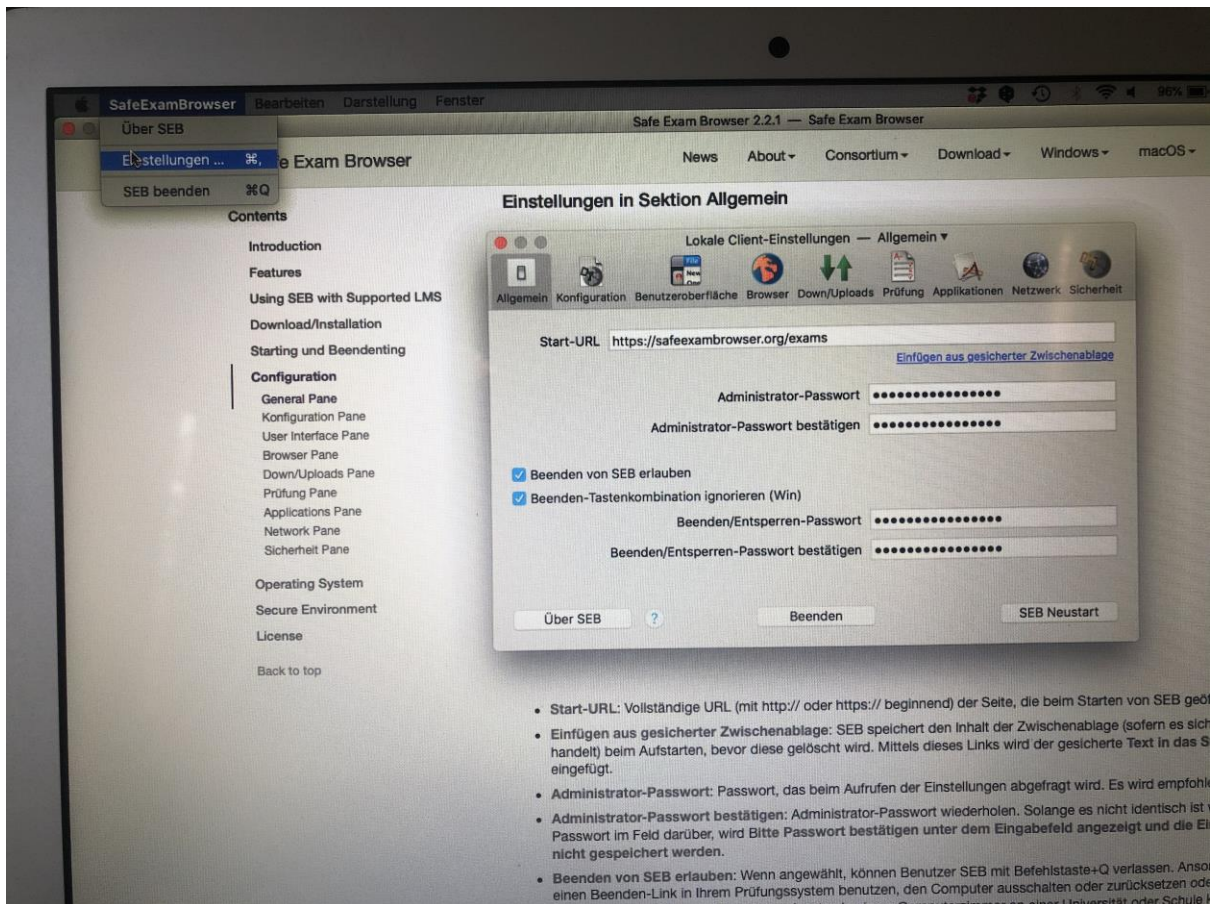 SafeExamBrowser Bearbeiten Darstellung Fenster 96%
Über SEB
Safe Exam Browser 2.2.1 — Safe Exam Browser
stellungen ... ⌘,
e Exam Browser
News About Consortium Download Windows macOS
SEB beenden ⌘Q
Contents
Introduction
Features
Using SEB with Supported LMS
Download/Installation
Starting und Beendenting
Configuration
General Pane
Konfiguration Pane
User Interface Pane
Browser Pane
Down/Uploads Pane
Prüfung Pane
Applications Pane
Network Pane
Sicherheit Pane
Operating System
Secure Environment
License
Back to top
Einstellungen in Sektion Allgemein
Lokale Client-Einstellungen — Allgemein
Allgemein Konfiguration Benutzeroberfläche Browser Down/Uploads Prüfung Applikationen Netzwerk Sicherheit
Start-URL https://safeexambrowser.org/exams
Einfügen aus gesicherter Zwischenablage
Administrator-Passwort
Administrator-Passwort bestätigen
Beenden von SEB erlauben
Beenden-Tastenkombination ignorieren (Win)
Beenden/Entsperren-Passwort
Beenden/Entsperren-Passwort bestätigen
Über SEB ? Beenden SEB Neustart
• Start-URL: Vollständige URL (mit http:// oder https:// beginnend) der Seite, die beim Starten von SEB
• Einfügen aus gesicherter Zwischenablage: SEB speichert den Inhalt der Zwischenablage (sofern es
handelt) beim Aufstarten, bevor diese gelöscht wird. Mittels dieses Links wird der gesicherte Text in das
eingefügt.
• Administrator-Passwort: Passwort, das beim Aufrufen der Einstellungen abgefragt wird. Es wird
• Administrator-Passwort bestätigen: Administrator-Passwort wiederholen. Solange es nicht identisch ist
Passwort im Feld darüber, wird Bitte Passwort bestätigen unter dem Eingabefeld angezeigt und die
nicht gespeichert werden.
• Beenden von SEB erlauben: Wenn angewählt, können Benutzer SEB mit Befehlstaste+Q verlassen.
einen Beenden-Link in Ihrem Prüfungssystem benutzen, den Computer ausschalten oder zurücksetzen